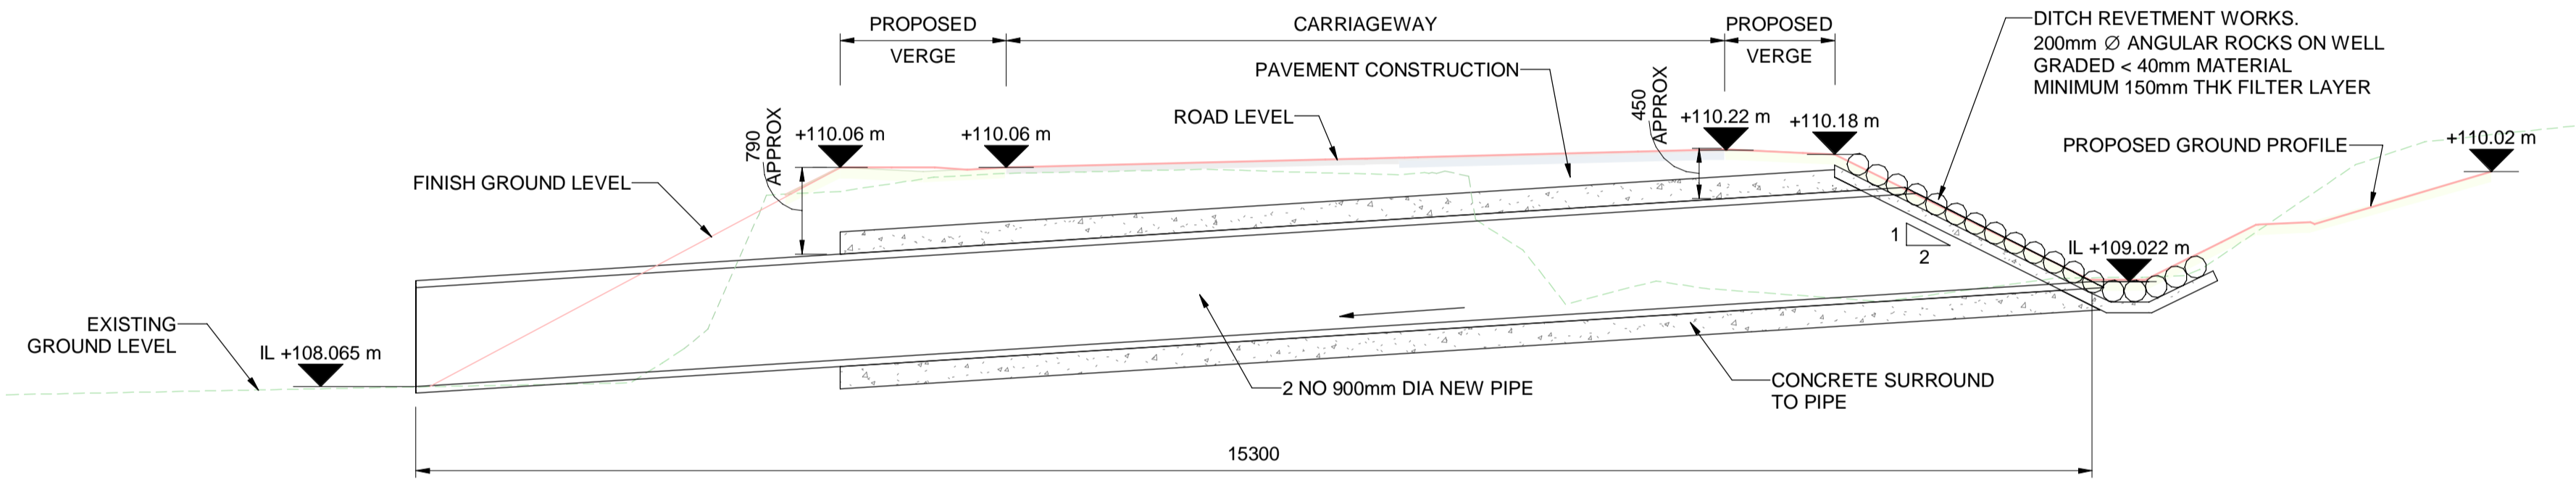 PROPOSED
VERGE
CARRIAGEWAY
PROPOSED
VERGE
DITCH REVETMENT WORKS.
200mm Ø ANGULAR ROCKS ON WELL
GRADED < 40mm MATERIAL
MINIMUM 150mm THK FILTER LAYER
PAVEMENT CONSTRUCTION
ROAD LEVEL
790
APPROX
+110.06 m
+110.06 m
450
APPROX
+110.22 m
+110.18 m
PROPOSED GROUND PROFILE
+110.02 m
FINISH GROUND LEVEL
1
2
IL +109.022 m
EXISTING
GROUND LEVEL
IL +108.065 m
2 NO 900mm DIA NEW PIPE
CONCRETE SURROUND
TO PIPE
15300